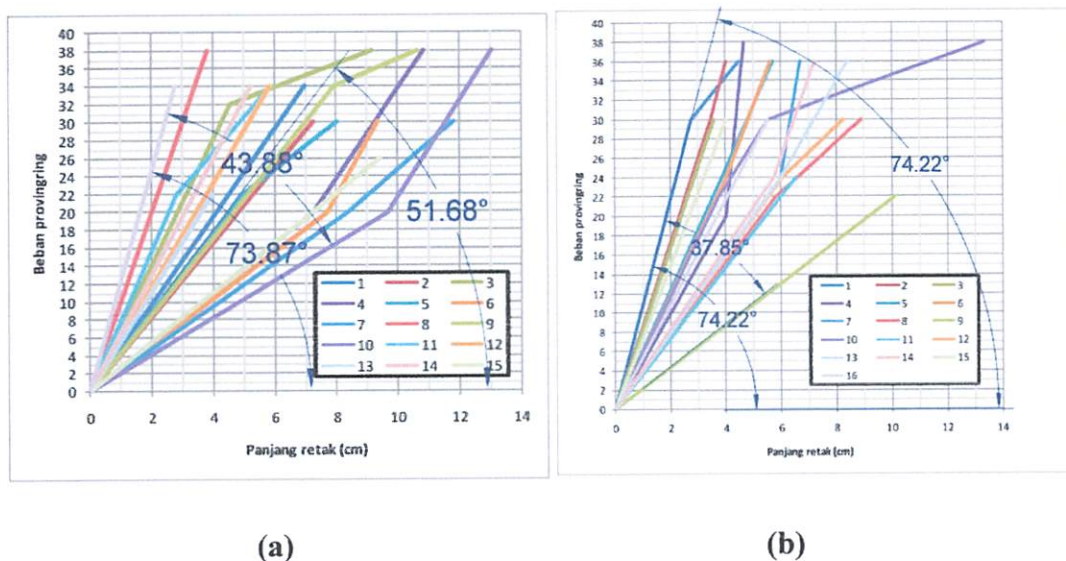 Beban provingring
40
38
36
34
32
30
28
26
24
22
20
18
16
14
12
10
8
6
4
2
0
0 2 4 6 8 10 12 14
Panjang retak (cm)
43.88°
51.68°
73.87°
1 2 3
4 5 6
7 8 9
10 11 12
13 14 15
(a)
Beban provingring
40
38
36
34
32
30
28
26
24
22
20
18
16
14
12
10
8
6
4
2
0
0 2 4 6 8 10 12 14
Panjang retak (cm)
74.22°
37.85°
74.22°
1 2 3
4 5 6
7 8 9
10 11 12
13 14 15
16
(b)